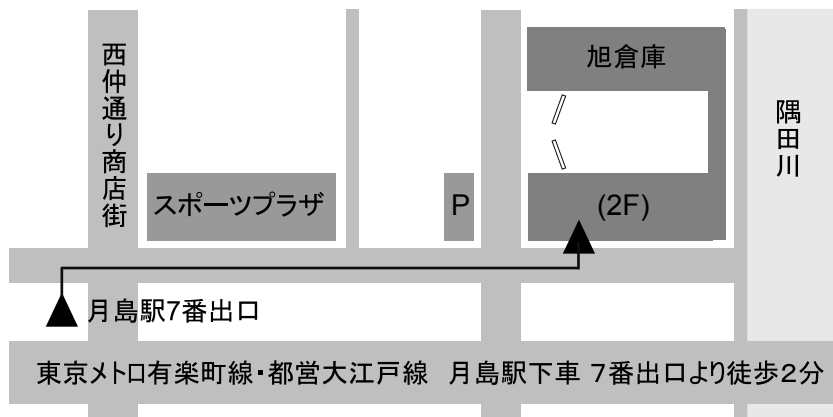 西仲通り商店街
旭倉庫
隅田川
スポーツプラザ
P
(2F)
月島駅7番出口
東京メトロ有楽町線・都営大江戸線 月島駅下車 7番出口より徒歩2分